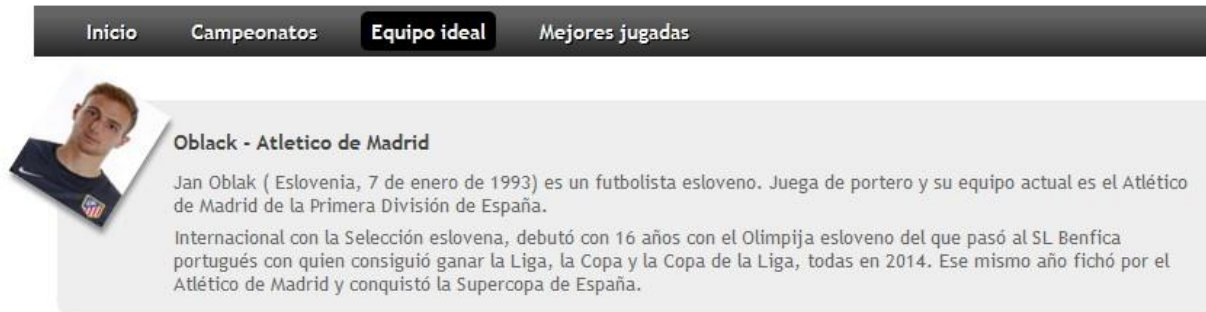 Inicio Campeonatos Equipo ideal Mejores jugadas
Oblack - Atletico de Madrid
Jan Oblak ( Eslovenia, 7 de enero de 1993) es un futbolista esloveno. Juega de portero y su equipo actual es el Atlético
de Madrid de la Primera División de España.
Internacional con la Selección eslovena, debutó con 16 años con el Olimpija esloveno del que pasó al SL Benfica
portugués con quien consiguió ganar la Liga, la Copa y la Copa de la Liga, todas en 2014. Ese mismo año fichó por el
Atlético de Madrid y conquistó la Supercopa de España.